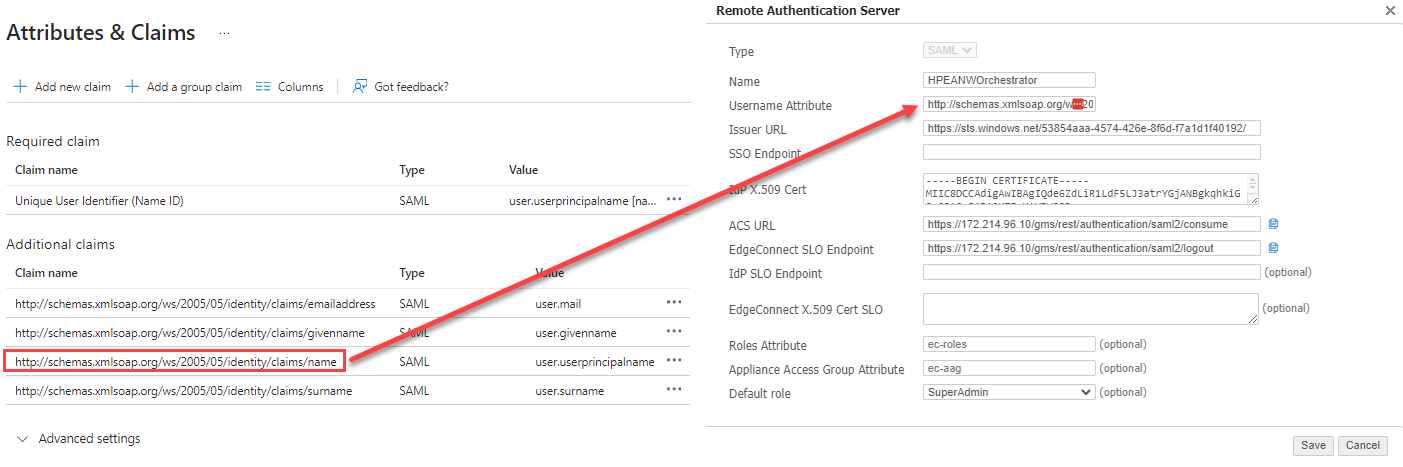 Attributes & Claims ...
Add new claim Add a group claim Columns Got feedback?
Required claim
Claim name Type Value
Unique User Identifier (Name ID) SAML user.userprincipalname [na... ...
Additional claims
Claim name Type Value
http://schemas.xmlsoap.org/ws/2005/05/identity/claims/emailaddress SAML user.mail ...
http://schemas.xmlsoap.org/ws/2005/05/identity/claims/givenname SAML user.givenname ...
http://schemas.xmlsoap.org/ws/2005/05/identity/claims/name SAML user.userprincipalname ...
http://schemas.xmlsoap.org/ws/2005/05/identity/claims/surname SAML user.surname ...
Advanced settings
Remote Authentication Server
Type SAML
Name HPEANWOrchestrator
Username Attribute http://schemas.xmlsoap.org/w 20
Issuer URL https://sts.windows.net/53854aaa-4574-426e-8f6d-f7a1d1f40192/
SSO Endpoint
IdP X.509 Cert -----BEGIN CERTIFICATE-----
MIIC8DCCAdigAwIBAgIQde6ZdLiR1LdF5LJ3atrYGjANBgkqhkiG
ACS URL https://172.214.96.10/gms/rest/authentication/saml2/consume
EdgeConnect SLO Endpoint https://172.214.96.10/gms/rest/authentication/saml2/logout
IdP SLO Endpoint (optional)
EdgeConnect X.509 Cert SLO (optional)
Roles Attribute ec-roles (optional)
Appliance Access Group Attribute ec-aag (optional)
Default role SuperAdmin (optional)
Save Cancel